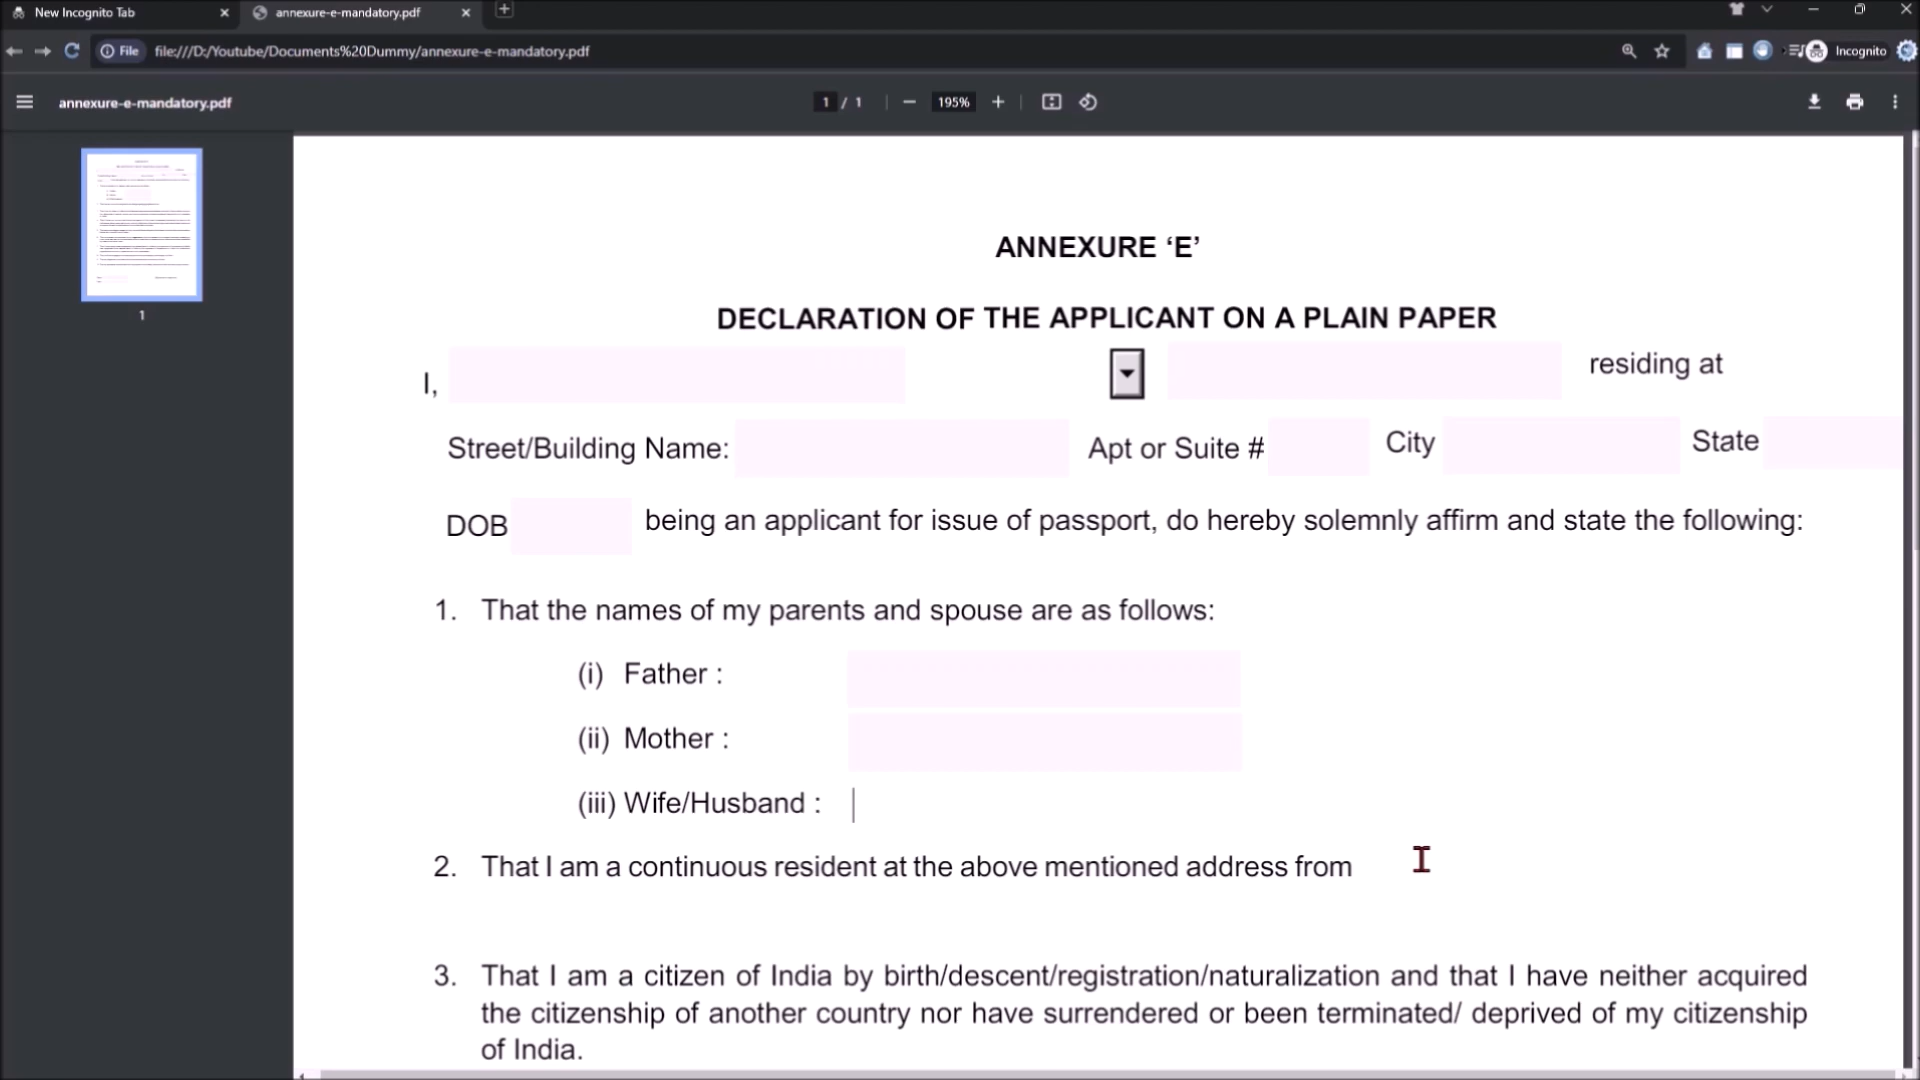 New Incognito Tab
annexure-e-mandatory.pdf
File
file:///D:/Youtube/Documents%20Dummy/annexure-e-mandatory.pdf
Incognito
annexure-e-mandatory.pdf
1 / 1
195%
1
ANNEXURE ‘E’
DECLARATION OF THE APPLICANT ON A PLAIN PAPER
I, residing at
Street/Building Name: Apt or Suite # City State
DOB being an applicant for issue of passport, do hereby solemnly affirm and state the following:
1. That the names of my parents and spouse are as follows:
(i) Father :
(ii) Mother :
(iii) Wife/Husband :
2. That I am a continuous resident at the above mentioned address from
3. That I am a citizen of India by birth/descent/registration/naturalization and that I have neither acquired
the citizenship of another country nor have surrendered or been terminated/ deprived of my citizenship
of India.